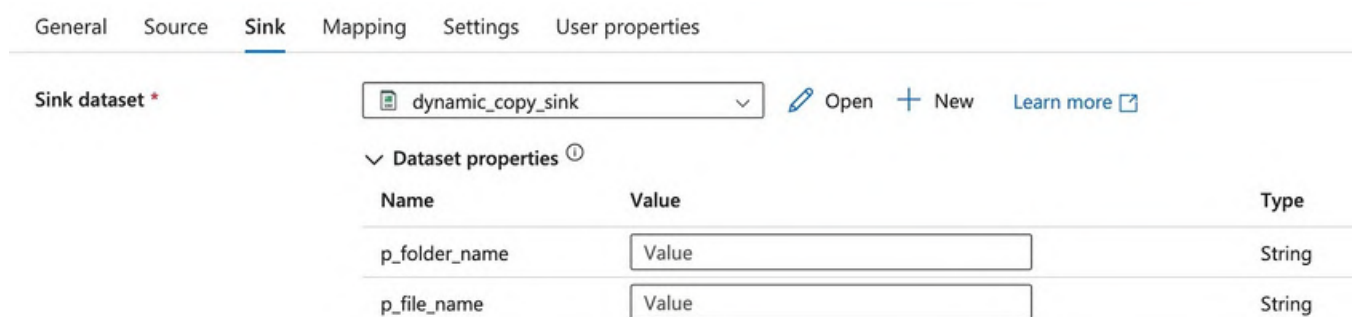 General Source Sink Mapping Settings User properties
Sink dataset * dynamic_copy_sink Open New Learn more
Dataset properties
Name Value Type
p_folder_name Value String
p_file_name Value String